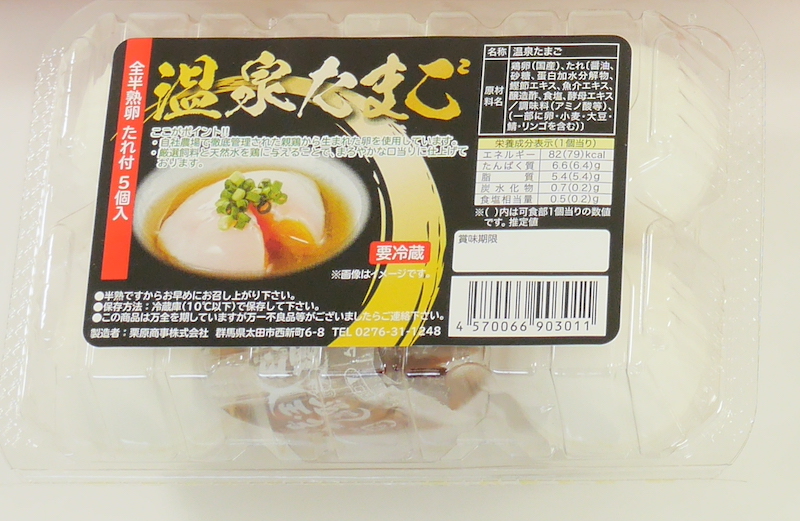 全半熟卵 たれ付 5個入
温泉たまご
ここがポイント!!
・自社農場で徹底管理された親鶏から生まれた卵を使用しています。
・厳選飼料と天然水を鶏に与えることで、まろやかな口当りに仕上げて
おります。
要冷蔵
※画像はイメージです。
●半熟ですからお早めにお召し上がり下さい。
●保存方法：冷蔵庫(10℃以下)で保存して下さい。
●この商品は万全を期していますが万一不良品等がございましたらご連絡下さい。
製造者：栗原商事株式会社 群馬県太田市西新町6-8 TEL 0276-31-1248
名称 温泉たまご
原材料名
鶏卵(国産)、たれ(醤油、
砂糖、蛋白加水分解物、
鰹節エキス、魚介エキス、
醸造酢、食塩、酵母エキス
／調味料(アミノ酸等)、
(一部に卵・小麦・大豆・
鯖・リンゴを含む))
栄養成分表示(1個当り)
エネルギー 82(79)kcal
たんぱく質 6.6(6.4)g
脂質 5.4(5.4)g
炭水化物 0.7(0.2)g
食塩相当量 0.5(0.2)g
※( )内は可食部1個当りの数値
です。推定値
賞味期限
4 570066 903011